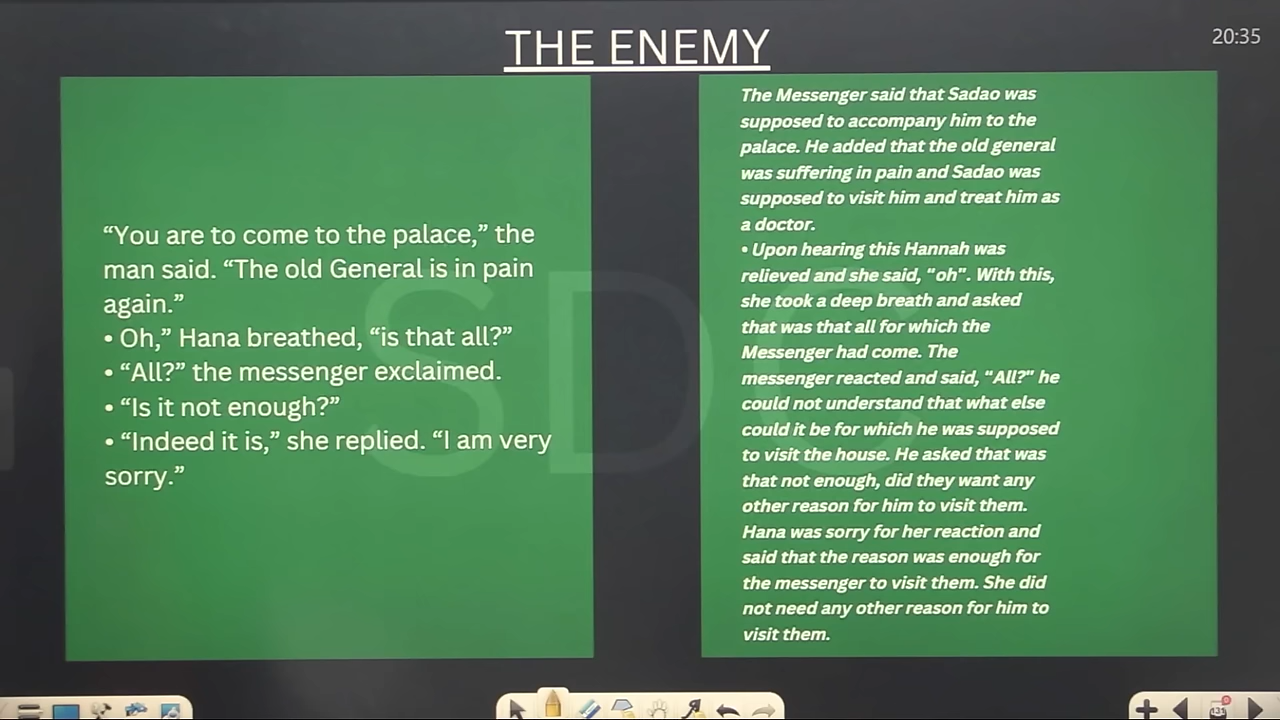 THE ENEMY
20:35
“You are to come to the palace,” the
man said. “The old General is in pain
again.”
• Oh,” Hana breathed, “is that all?”
• “All?” the messenger exclaimed.
• “Is it not enough?”
• “Indeed it is,” she replied. “I am very
sorry.”
The Messenger said that Sadao was
supposed to accompany him to the
palace. He added that the old general
was suffering in pain and Sadao was
supposed to visit him and treat him as
a doctor.
• Upon hearing this Hannah was
relieved and she said, “oh”. With this,
she took a deep breath and asked
that was that all for which the
Messenger had come. The
messenger reacted and said, “All?” he
could not understand that what else
could it be for which he was supposed
to visit the house. He asked that was
that not enough, did they want any
other reason for him to visit them.
Hana was sorry for her reaction and
said that the reason was enough for
the messenger to visit them. She did
not need any other reason for him to
visit them.
SDC
131